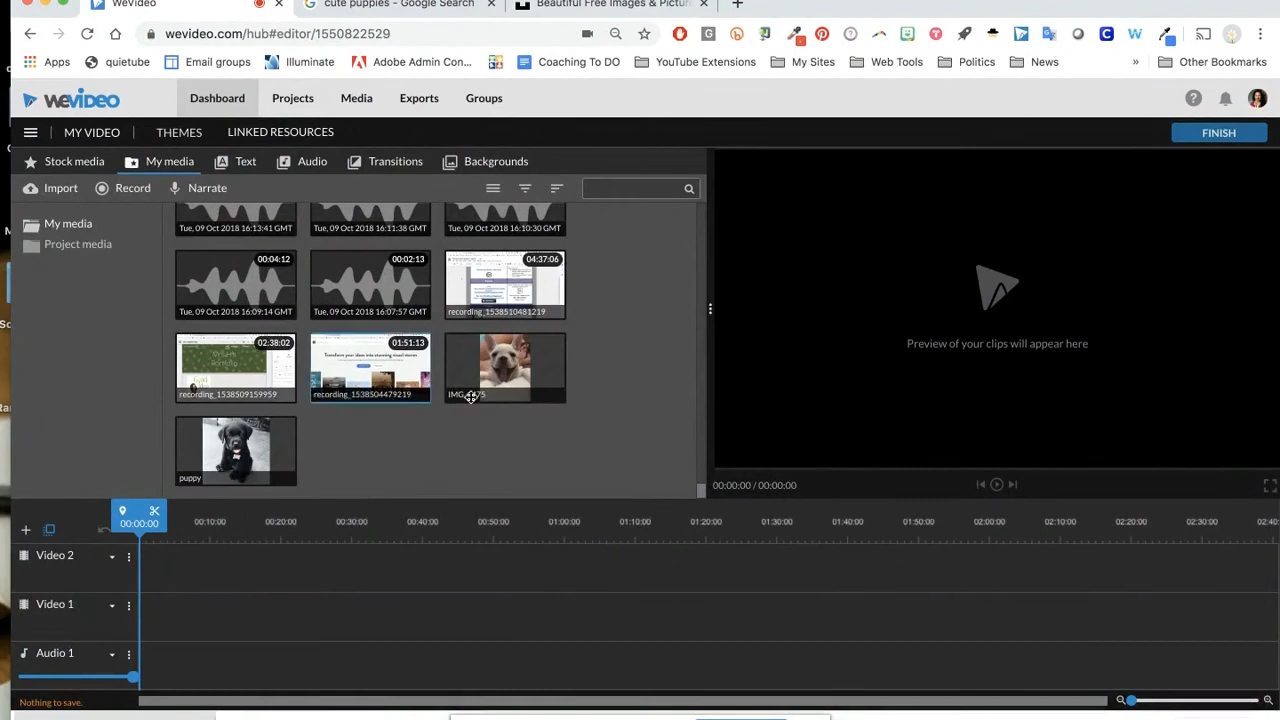 WeVideo
cute puppies - Google Search
Beautiful Free Images & Pictur
wevideo.com/hub#editor/1550822529
Apps
quietube
Email groups
Illuminate
Adobe Admin Con...
Coaching TO DO
YouTube Extensions
My Sites
Web Tools
Politics
News
»
Other Bookmarks
wevideo
Dashboard
Projects
Media
Exports
Groups
MY VIDEO
THEMES
LINKED RESOURCES
FINISH
Stock media
My media
Text
Audio
Transitions
Backgrounds
Import
Record
Narrate
My media
Project media
Tue, 09 Oct 2018 16:13:41 GMT
Tue, 09 Oct 2018 16:11:38 GMT
Tue, 09 Oct 2018 16:10:30 GMT
00:04:12
Tue, 09 Oct 2018 16:09:14 GMT
00:02:13
Tue, 09 Oct 2018 16:07:57 GMT
04:37:06
recording_1538510481219
02:38:02
recording_1538509159959
01:51:13
Transform your ideas into stunning visual stories
recording_1538504479219
puppy
Preview of your clips will appear here
00:00:00 / 00:00:00
00:00:00
00:10:00
00:20:00
00:30:00
00:40:00
00:50:00
01:00:00
01:10:00
01:20:00
01:30:00
01:40:00
01:50:00
02:00:00
02:10:00
02:20:00
02:30:00
02:40:
Video 2
Video 1
Audio 1
Nothing to save.